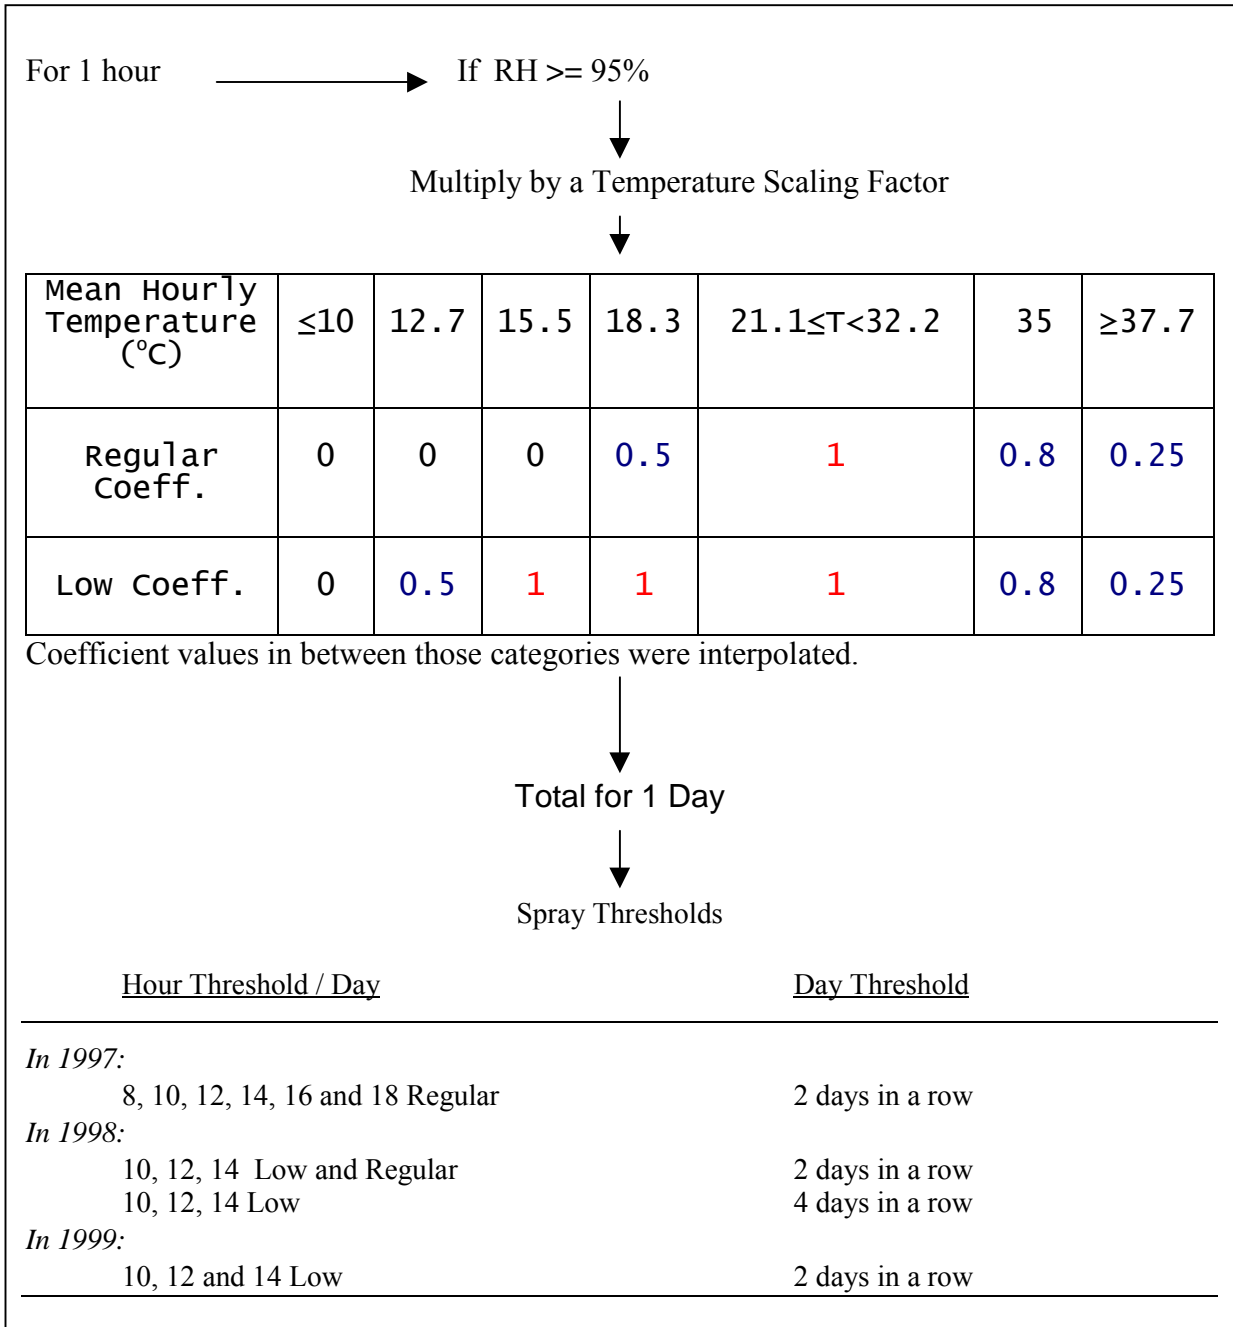 For 1 hour If RH >= 95%
Multiply by a Temperature Scaling Factor
Mean Hourly
Temperature
(°C)
≤10 12.7 15.5 18.3 21.1≤T<32.2 35 ≥37.7
Regular
Coeff.
0 0 0 0.5 1 0.8 0.25
Low Coeff. 0 0.5 1 1 1 0.8 0.25
Coefficient values in between those categories were interpolated.
Total for 1 Day
Spray Thresholds
Hour Threshold / Day Day Threshold
In 1997:
8, 10, 12, 14, 16 and 18 Regular 2 days in a row
In 1998:
10, 12, 14 Low and Regular 2 days in a row
10, 12, 14 Low 4 days in a row
In 1999:
10, 12 and 14 Low 2 days in a row